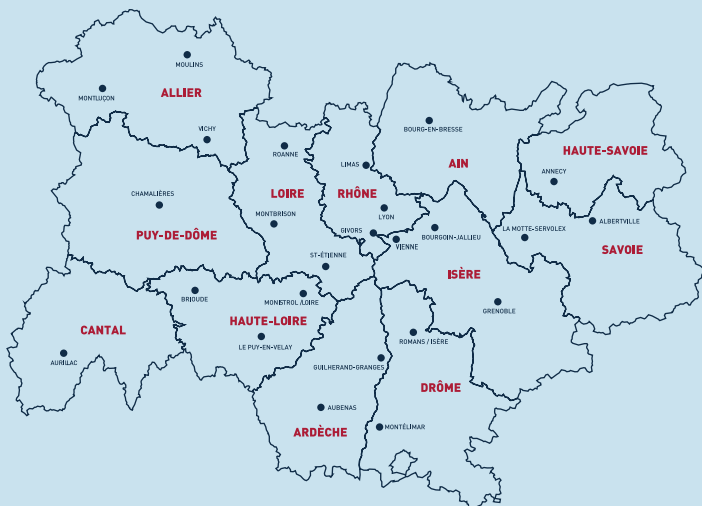 MOULINS
MONTLUÇON
ALLIER
VICHY
ROANNE
BOURG-EN-BRESSE
LIMAS
AIN
HAUTE-SAVOIE
ANNECY
CHAMALIÈRES
LOIRE
RHÔNE
MONTBRISON
LYON
PUY-DE-DÔME
GIVORS
VIENNE
BOURGOIN-JALLIEU
LA MOTTE-SERVOLEX
ALBERTVILLE
SAVOIE
ST-ÉTIENNE
ISÈRE
BRIOUDE
MONISTROL /LOIRE
GRENOBLE
CANTAL
HAUTE-LOIRE
LE PUY-EN-VELAY
ROMANS / ISÈRE
AURILLAC
GUILHERAND-GRANGES
DRÔME
AUBENAS
ARDÈCHE
MONTÉLIMAR